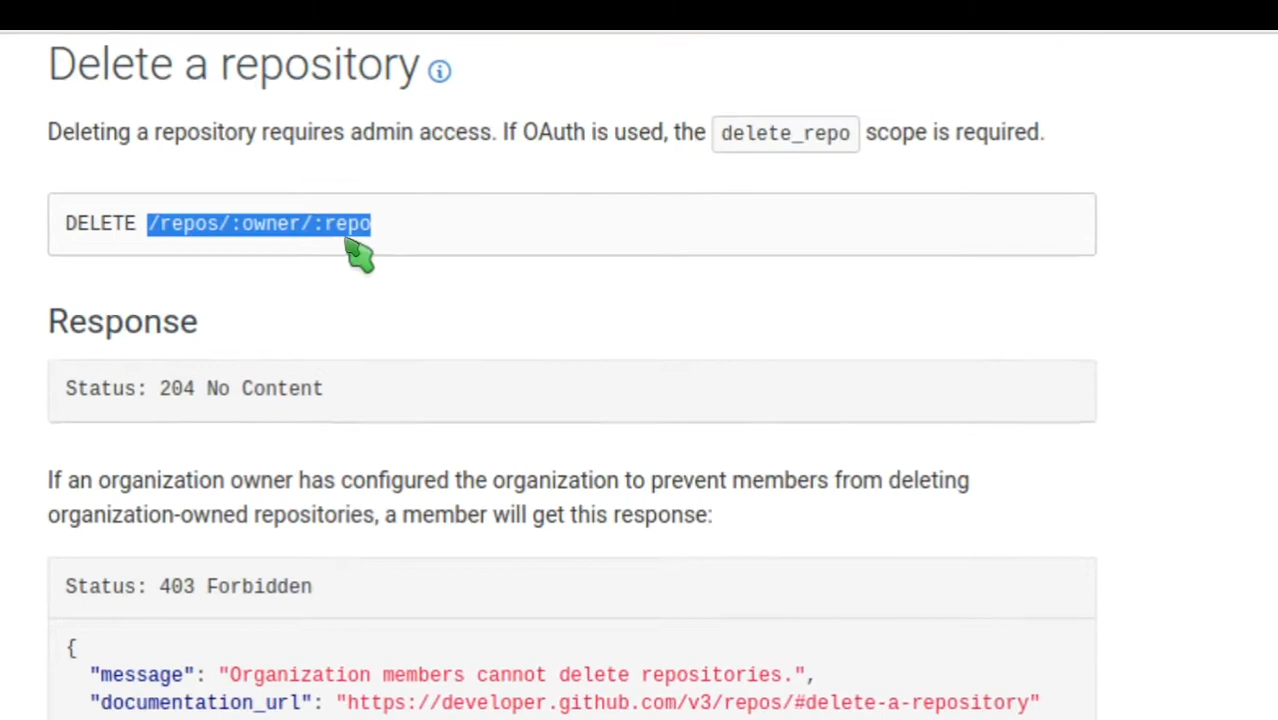 Delete a repository
Deleting a repository requires admin access. If OAuth is used, the delete_repo scope is required.
DELETE /repos/:owner/:repo
Response
Status: 204 No Content
If an organization owner has configured the organization to prevent members from deleting
organization-owned repositories, a member will get this response:
Status: 403 Forbidden
{
"message": "Organization members cannot delete repositories.",
"documentation_url": "https://developer.github.com/v3/repos/#delete-a-repository"